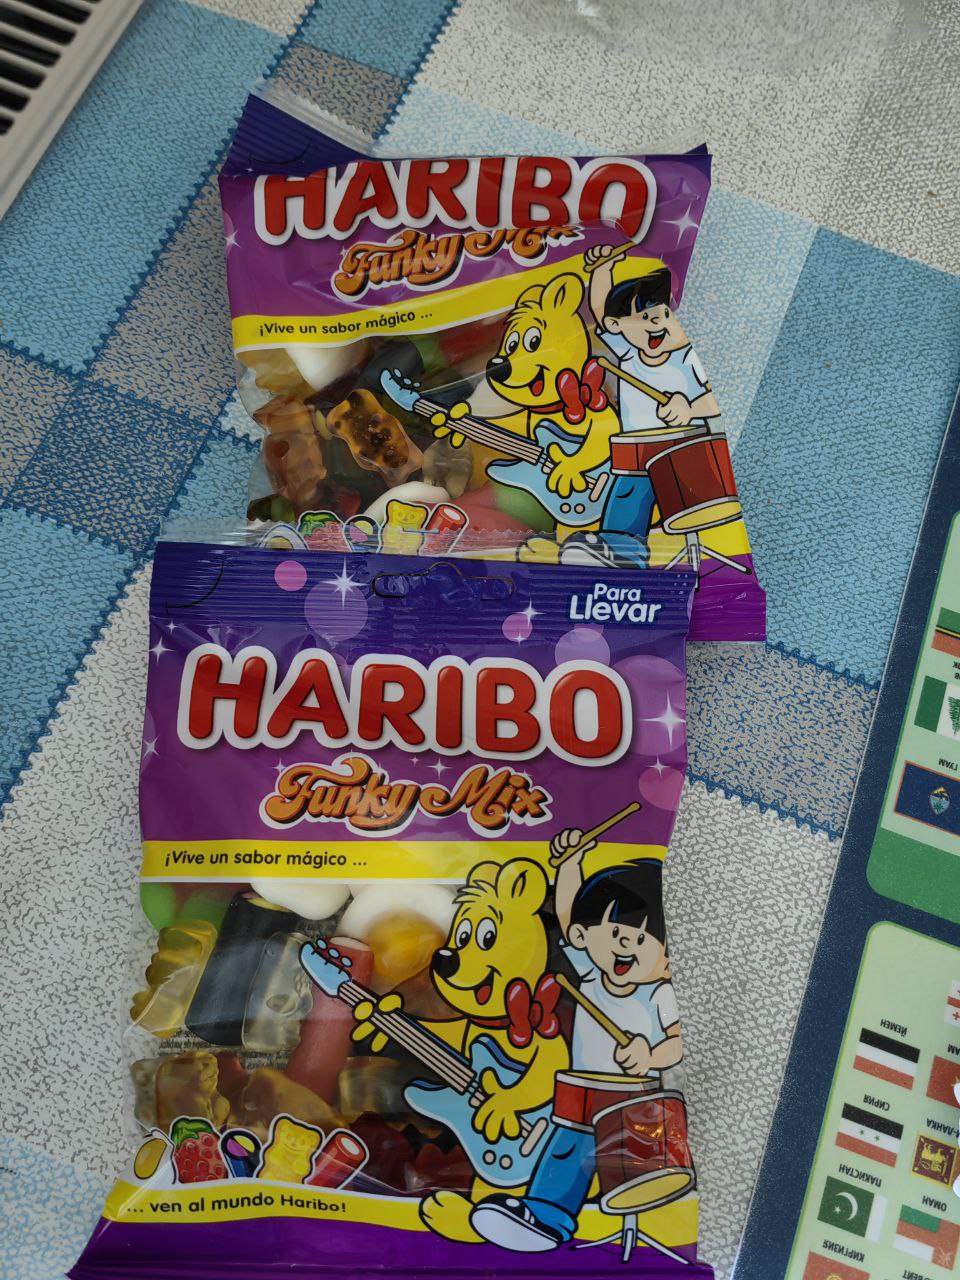 HARIBO
Funky Mix
¡Vive un sabor mágico ...
Para
Llevar
HARIBO
Funky Mix
¡Vive un sabor mágico ...
... ven al mundo Haribo!
ГУАМ
ЙЕМЕН
СИРИЯ
ПАКИСТАН
ОМАН
КИРГИЗИЯ